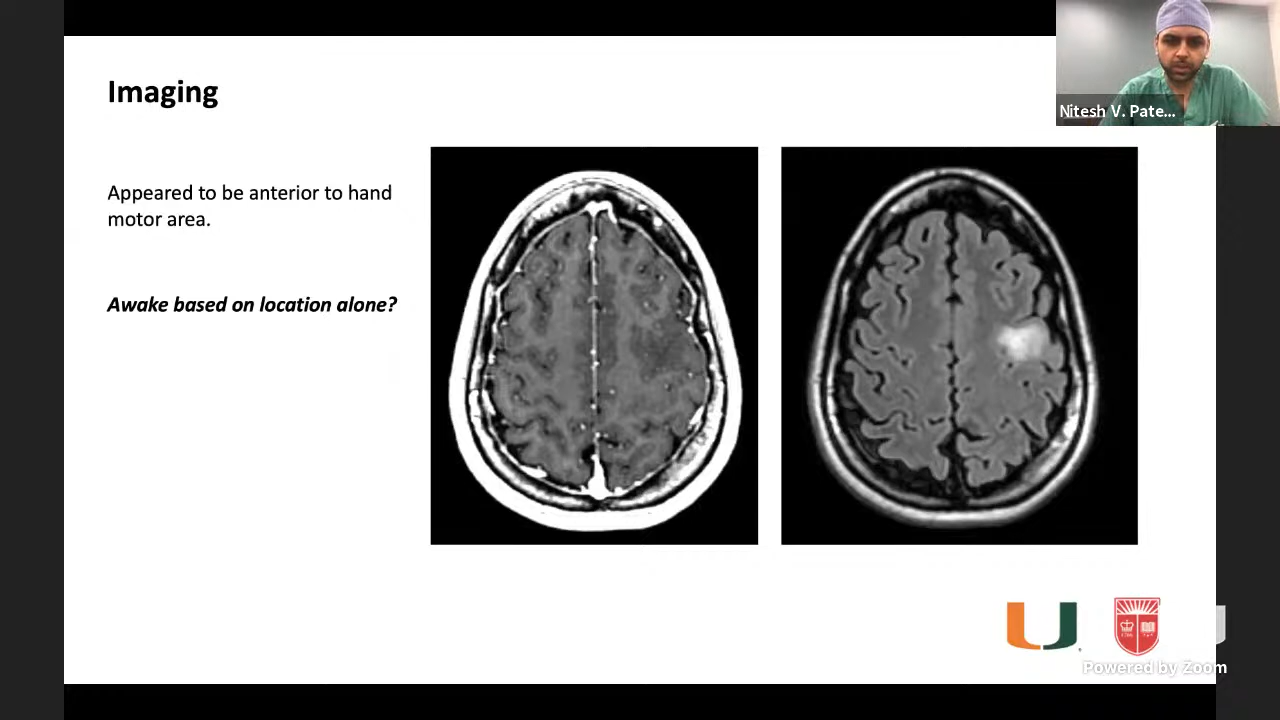 Nitesh V. Pate...
Imaging
Appeared to be anterior to hand
motor area.
Awake based on location alone?
Powered by Zoom